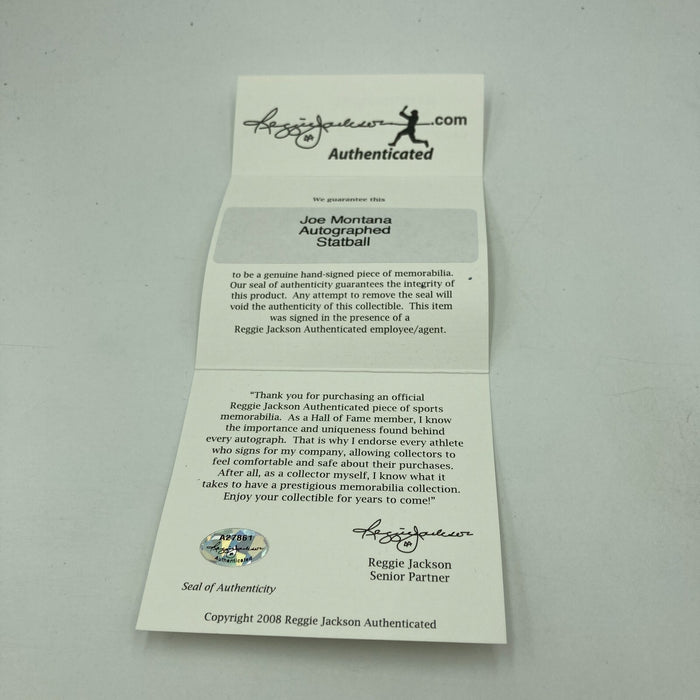 Reggie Jackson .com
Authenticated
We guarantee this
Joe Montana
Autographed
Statball
to be a genuine hand-signed piece of memorabilia.
Our seal of authenticity guarantees the integrity of
this product. Any attempt to remove the seal will
void the authenticity of this collectible. This item
was signed in the presence of a
Reggie Jackson Authenticated employee/agent.
"Thank you for purchasing an official
Reggie Jackson Authenticated piece of sports
memorabilia. As a Hall of Fame member, I know
the importance and uniqueness found behind
every autograph. That is why I endorse every athlete
who signs for my company, allowing collectors to
feel comfortable and safe about their purchases.
After all, as a collector myself, I know what it
takes to have a prestigious memorabilia collection.
Enjoy your collectible for years to come!"
A27861
Reggie Jackson
Authenticated
Seal of Authenticity
Reggie Jackson
Reggie Jackson
Senior Partner
Copyright 2008 Reggie Jackson Authenticated